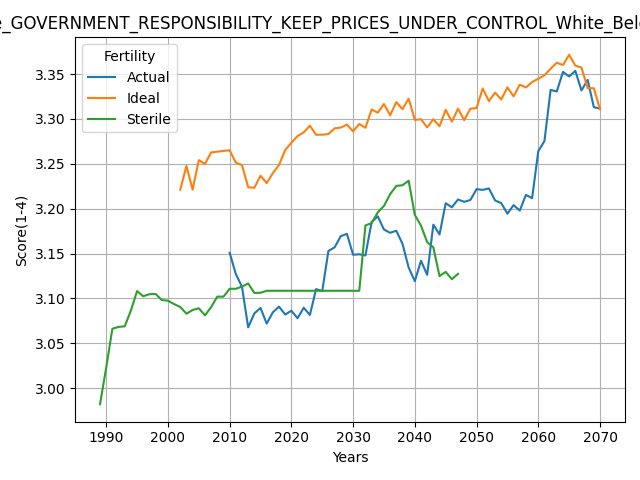 e_GOVERNMENT_RESPONSIBILITY_KEEP_PRICES_UNDER_CONTROL_White_Bel
Fertility
Actual
Ideal
Sterile
Score(1-4)
3.35
3.30
3.25
3.20
3.15
3.10
3.05
3.00
1990 2000 2010 2020 2030 2040 2050 2060 2070
Years